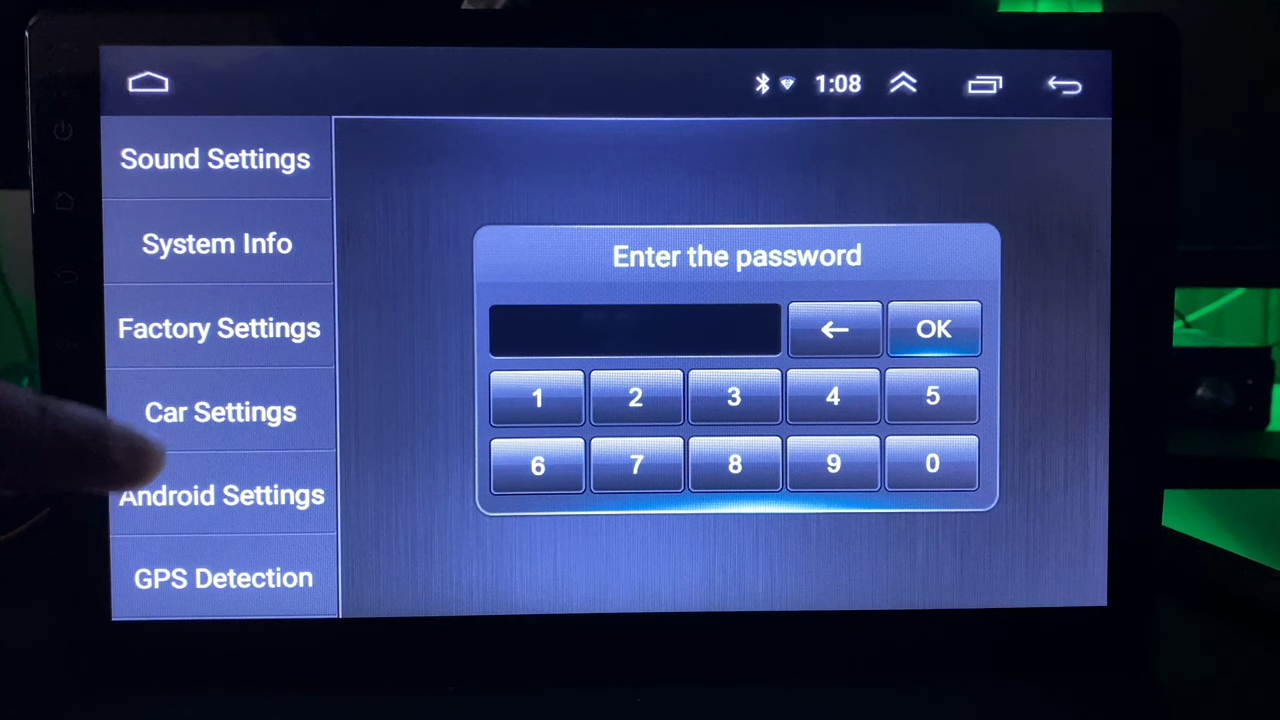 1:08
Sound Settings
System Info
Factory Settings
Car Settings
Android Settings
GPS Detection
Enter the password
OK
1 2 3 4 5
6 7 8 9 0